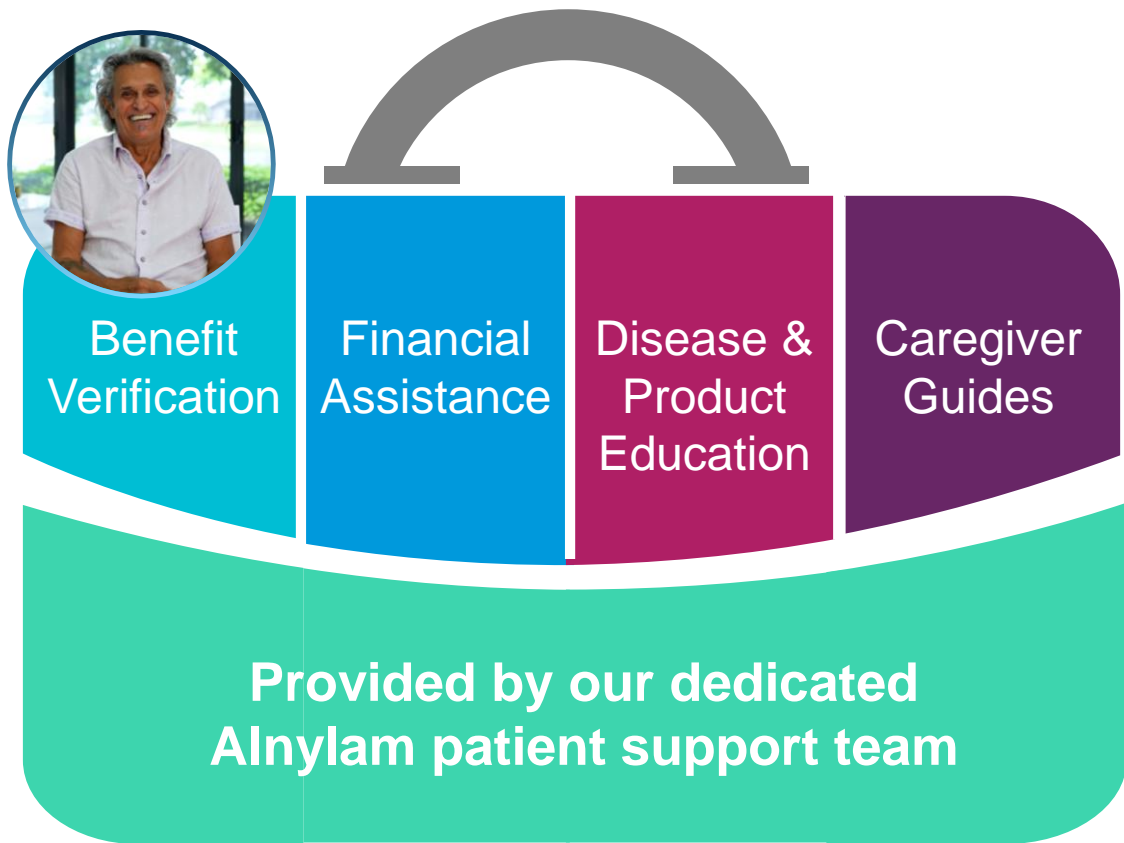 Benefit
Verification
Financial
Assistance
Disease &
Product
Education
Caregiver
Guides
Provided by our dedicated
Alnylam patient support team